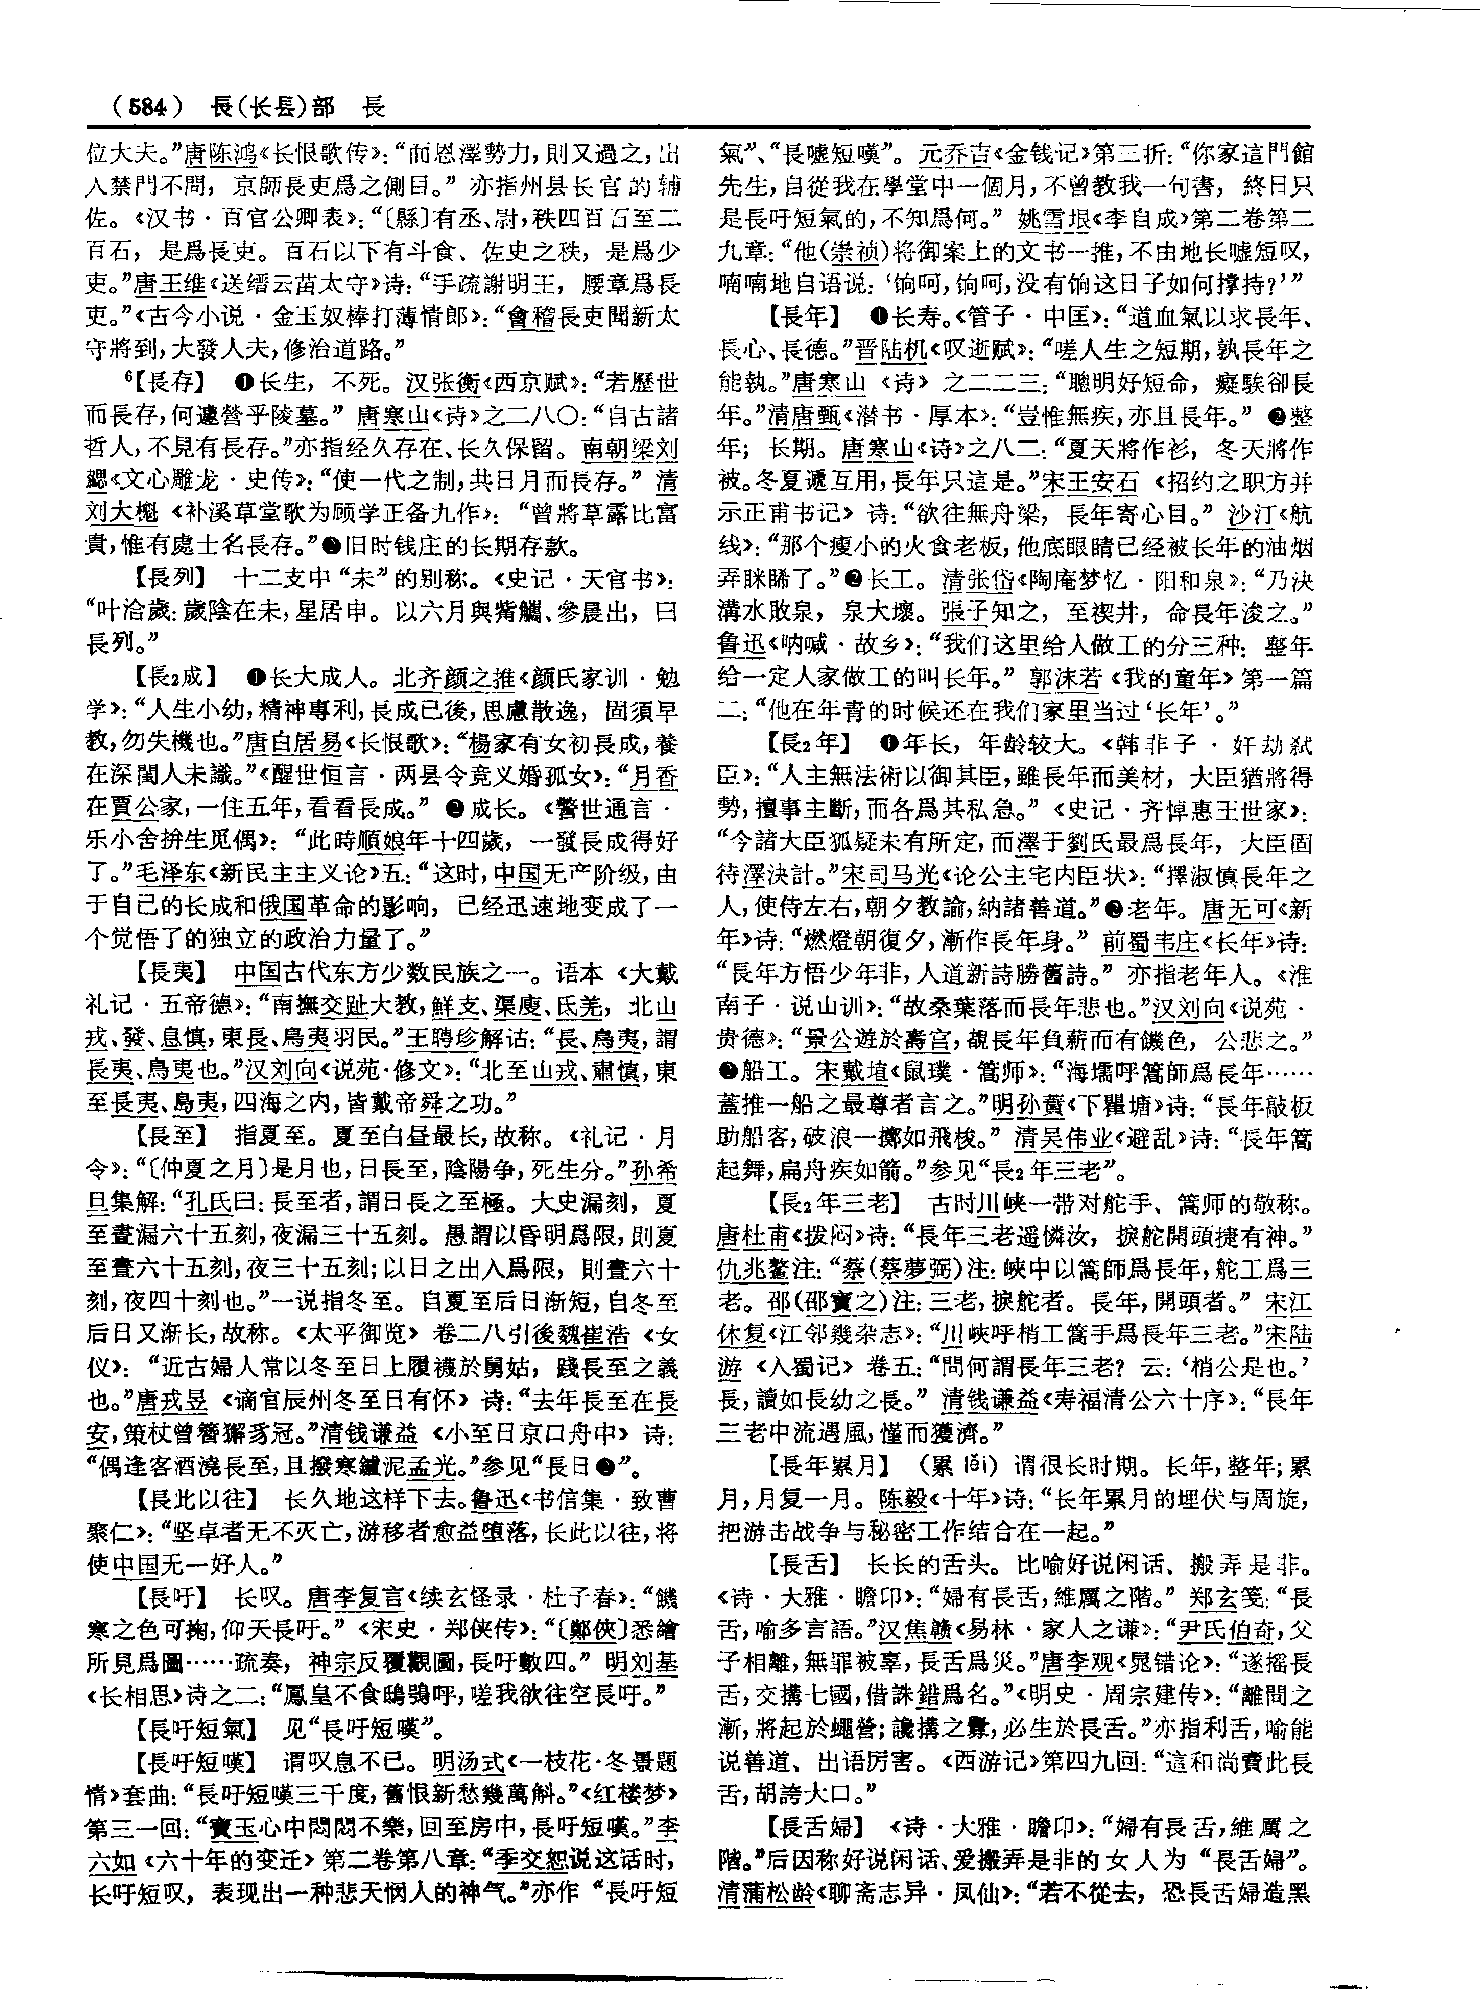 （584） 長（长镸）部 長
位大夫。”唐陈鸿《长恨歌传》：“而恩澤勢力，則又過之，出
入禁門不問，京師長吏爲之側目。”亦指州县长官的辅
佐。《汉书·百官公卿表》：“〔縣〕有丞、尉，秩四百石至二
百石，是爲長吏。百石以下有斗食、佐史之秩，是爲少
吏。”唐王维《送缙云苗太守》诗：“手疏謝明王，腰章爲長
吏。”《古今小说·金玉奴棒打薄情郎》：“會稽長吏聞新太
守將到，大發人夫，修治道路。”
⁶【長存】 ❶长生，不死。汉张衡《西京赋》：“若歷世
而長存，何遽營乎陵墓。”唐寒山《诗》之二八〇：“自古諸
哲人，不見有長存。”亦指经久存在、长久保留。南朝梁刘
勰《文心雕龙·史传》：“使一代之制，共日月而長存。”清
刘大櫆《补溪草堂歌为顾学正备九作》：“曾將草露比富
貴，惟有處士名長存。”❷旧时钱庄的长期存款。
【長列】 十二支中“未”的别称。《史记·天官书》：
“叶洽歲：歲陰在未，星居申。以六月與觜觿、參晨出，曰
長列。”
【長₂成】 ❶长大成人。北齐颜之推《颜氏家训·勉
学》：“人生小幼，精神專利，長成已後，思慮散逸，固須早
教，勿失機也。”唐白居易《长恨歌》：“楊家有女初長成，養
在深閨人未識。”《醒世恒言·两县令竞义婚孤女》：“月香
在賈公家，一住五年，看看長成。”❷成长。《警世通言·
乐小舍拚生觅偶》：“此時順娘年十四歲，一發長成得好
了。”毛泽东《新民主主义论》五：“这时，中国无产阶级，由
于自己的长成和俄国革命的影响，已经迅速地变成了一
个觉悟了的独立的政治力量了。”
【長夷】 中国古代东方少数民族之一。语本《大戴
礼记·五帝德》：“南撫交趾大教，鮮支、渠廋、氐羌，北山
戎、發、息慎，東長、鳥夷羽民。”王聘珍解诂：“長、鳥夷，謂
長夷、鳥夷也。”汉刘向《说苑·修文》：“北至山戎、肅慎，東
至長夷、島夷，四海之内，皆戴帝舜之功。”
【長至】 指夏至。夏至白昼最长，故称。《礼记·月
令》：“〔仲夏之月〕是月也，日長至，陰陽争，死生分。”孙希
旦集解：“孔氏曰：長至者，謂日長之至極。大史漏刻，夏
至晝漏六十五刻，夜漏三十五刻。愚謂以昏明爲限，則夏
至晝六十五刻，夜三十五刻；以日之出入爲限，則晝六十
刻，夜四十刻也。”一说指冬至。自夏至后日渐短，自冬至
后日又渐长，故称。《太平御览》卷二八引後魏崔浩《女
仪》：“近古婦人常以冬至日上履襪於舅姑，踐長至之義
也。”唐戎昱《谪官辰州冬至日有怀》诗：“去年長至在長
安，策杖曾簪獬豸冠。”清钱谦益《小至日京口舟中》诗：
“偶逢客酒澆長至，且撥寒鑪泥孟光。”参见“長日❷”。
【長此以往】 长久地这样下去。鲁迅《书信集·致曹
聚仁》：“坚卓者无不灭亡，游移者愈益堕落，长此以往，将
使中国无一好人。”
【長吁】 长叹。唐李复言《续玄怪录·杜子春》：“饑
寒之色可掬，仰天長吁。”《宋史·郑侠传》：“〔鄭俠〕悉繪
所見爲圖……疏奏，神宗反覆觀圖，長吁數四。”明刘基
《长相思》诗之二：“鳳皇不食鴟鴞呼，嗟我欲往空長吁。”
【長吁短氣】 见“長吁短嘆”。
【長吁短嘆】 谓叹息不已。明汤式《一枝花·冬景题
情》套曲：“長吁短嘆三千度，舊恨新愁幾萬斛。”《红楼梦》
第三一回：“寶玉心中悶悶不樂，回至房中，長吁短嘆。”李
六如《六十年的变迁》第二卷第八章：“季交恕说这话时，
长吁短叹，表现出一种悲天悯人的神气。”亦作“長吁短
氣”、“長噓短嘆”。元乔吉《金钱记》第三折：“你家這門館
先生，自從我在學堂中一個月，不曾教我一句書，終日只
是長吁短氣的，不知爲何。”姚雪垠《李自成》第二卷第二
九章：“他（崇祯）将御案上的文书一推，不由地长嘘短叹，
喃喃地自语说：‘饷呵，饷呵，没有饷这日子如何撑持？’”
【長年】 ❶长寿。《管子·中匡》：“道血氣以求長年、
長心、長德。”晋陆机《叹逝赋》：“嗟人生之短期，孰長年之
能執。”唐寒山《诗》之二二三：“聰明好短命，癡騃卻長
年。”清唐甄《潜书·厚本》：“豈惟無疾，亦且長年。”❷整
年；长期。唐寒山《诗》之八二：“夏天將作衫，冬天將作
被。冬夏遞互用，長年只這是。”宋王安石《招约之职方并
示正甫书记》诗：“欲往無舟梁，長年寄心目。”沙汀《航
线》：“那个瘦小的火食老板，他底眼睛已经被长年的油烟
弄眯睎了。”❸长工。清张岱《陶庵梦忆·阳和泉》：“乃決
溝水敗泉，泉大壞。張子知之，至禊井，命長年浚之。”
鲁迅《呐喊·故乡》：“我们这里给人做工的分三种：整年
给一定人家做工的叫长年。”郭沫若《我的童年》第一篇
二：“他在年青的时候还在我们家里当过‘长年’。”
【長₂年】 ❶年长，年龄较大。《韩非子·奸劫弑
臣》：“人主無法術以御其臣，雖長年而美材，大臣猶將得
勢，擅事主斷，而各爲其私急。”《史记·齐悼惠王世家》：
“今諸大臣狐疑未有所定，而澤于劉氏最爲長年，大臣固
待澤決計。”宋司马光《论公主宅内臣状》：“擇淑慎長年之
人，使侍左右，朝夕教諭，納諸善道。”❷老年。唐无可《新
年》诗：“燃燈朝復夕，漸作長年身。”前蜀韦庄《长年》诗：
“長年方悟少年非，人道新詩勝舊詩。”亦指老年人。《淮
南子·说山训》：“故桑葉落而長年悲也。”汉刘向《说苑·
贵德》：“景公遊於壽宫，覩長年負薪而有饑色，公悲之。”
❸船工。宋戴埴《鼠璞·篙师》：“海壖呼篙師爲長年……
蓋推一船之最尊者言之。”明孙蕡《下瞿塘》诗：“長年敲板
助船客，破浪一擲如飛梭。”清吴伟业《避乱》诗：“長年篙
起舞，扁舟疾如箭。”参见“長₂年三老”。
【長₂年三老】 古时川峡一带对舵手、篙师的敬称。
唐杜甫《拨闷》诗：“長年三老遥憐汝，捩舵開頭捷有神。”
仇兆鳌注：“蔡（蔡夢弼）注：峽中以篙師爲長年，舵工爲三
老。邵（邵寶之）注：三老，捩舵者。長年，開頭者。”宋江
休复《江邻幾杂志》：“川峽呼梢工篙手爲長年三老。”宋陆
游《入蜀记》卷五：“問何謂長年三老？云：‘梢公是也。’
長，讀如長幼之長。”清钱谦益《寿福清公六十序》：“長年
三老中流遇風，慬而獲濟。”
【長年累月】 （累 lěi）谓很长时期。长年，整年；累
月，月复一月。陈毅《十年》诗：“长年累月的埋伏与周旋，
把游击战争与秘密工作结合在一起。”
【長舌】 长长的舌头。比喻好说闲话、搬弄是非。
《诗·大雅·瞻卬》：“婦有長舌，維厲之階。”郑玄笺：“長
舌，喻多言語。”汉焦赣《易林·家人之谦》：“尹氏伯奇，父
子相離，無罪被辜，長舌爲災。”唐李观《晁错论》：“遂摇長
舌，交搆七國，借誅錯爲名。”《明史·周宗建传》：“離間之
漸，將起於蠅營；讒搆之釁，必生於長舌。”亦指利舌，喻能
说善道、出语厉害。《西游记》第四九回：“這和尚賣此長
舌，胡誇大口。”
【長舌婦】 《诗·大雅·瞻卬》：“婦有長舌，維厲之
階。”后因称好说闲话、爱搬弄是非的女人为“長舌婦”。
清蒲松龄《聊斋志异·凤仙》：“若不從去，恐長舌婦造黑